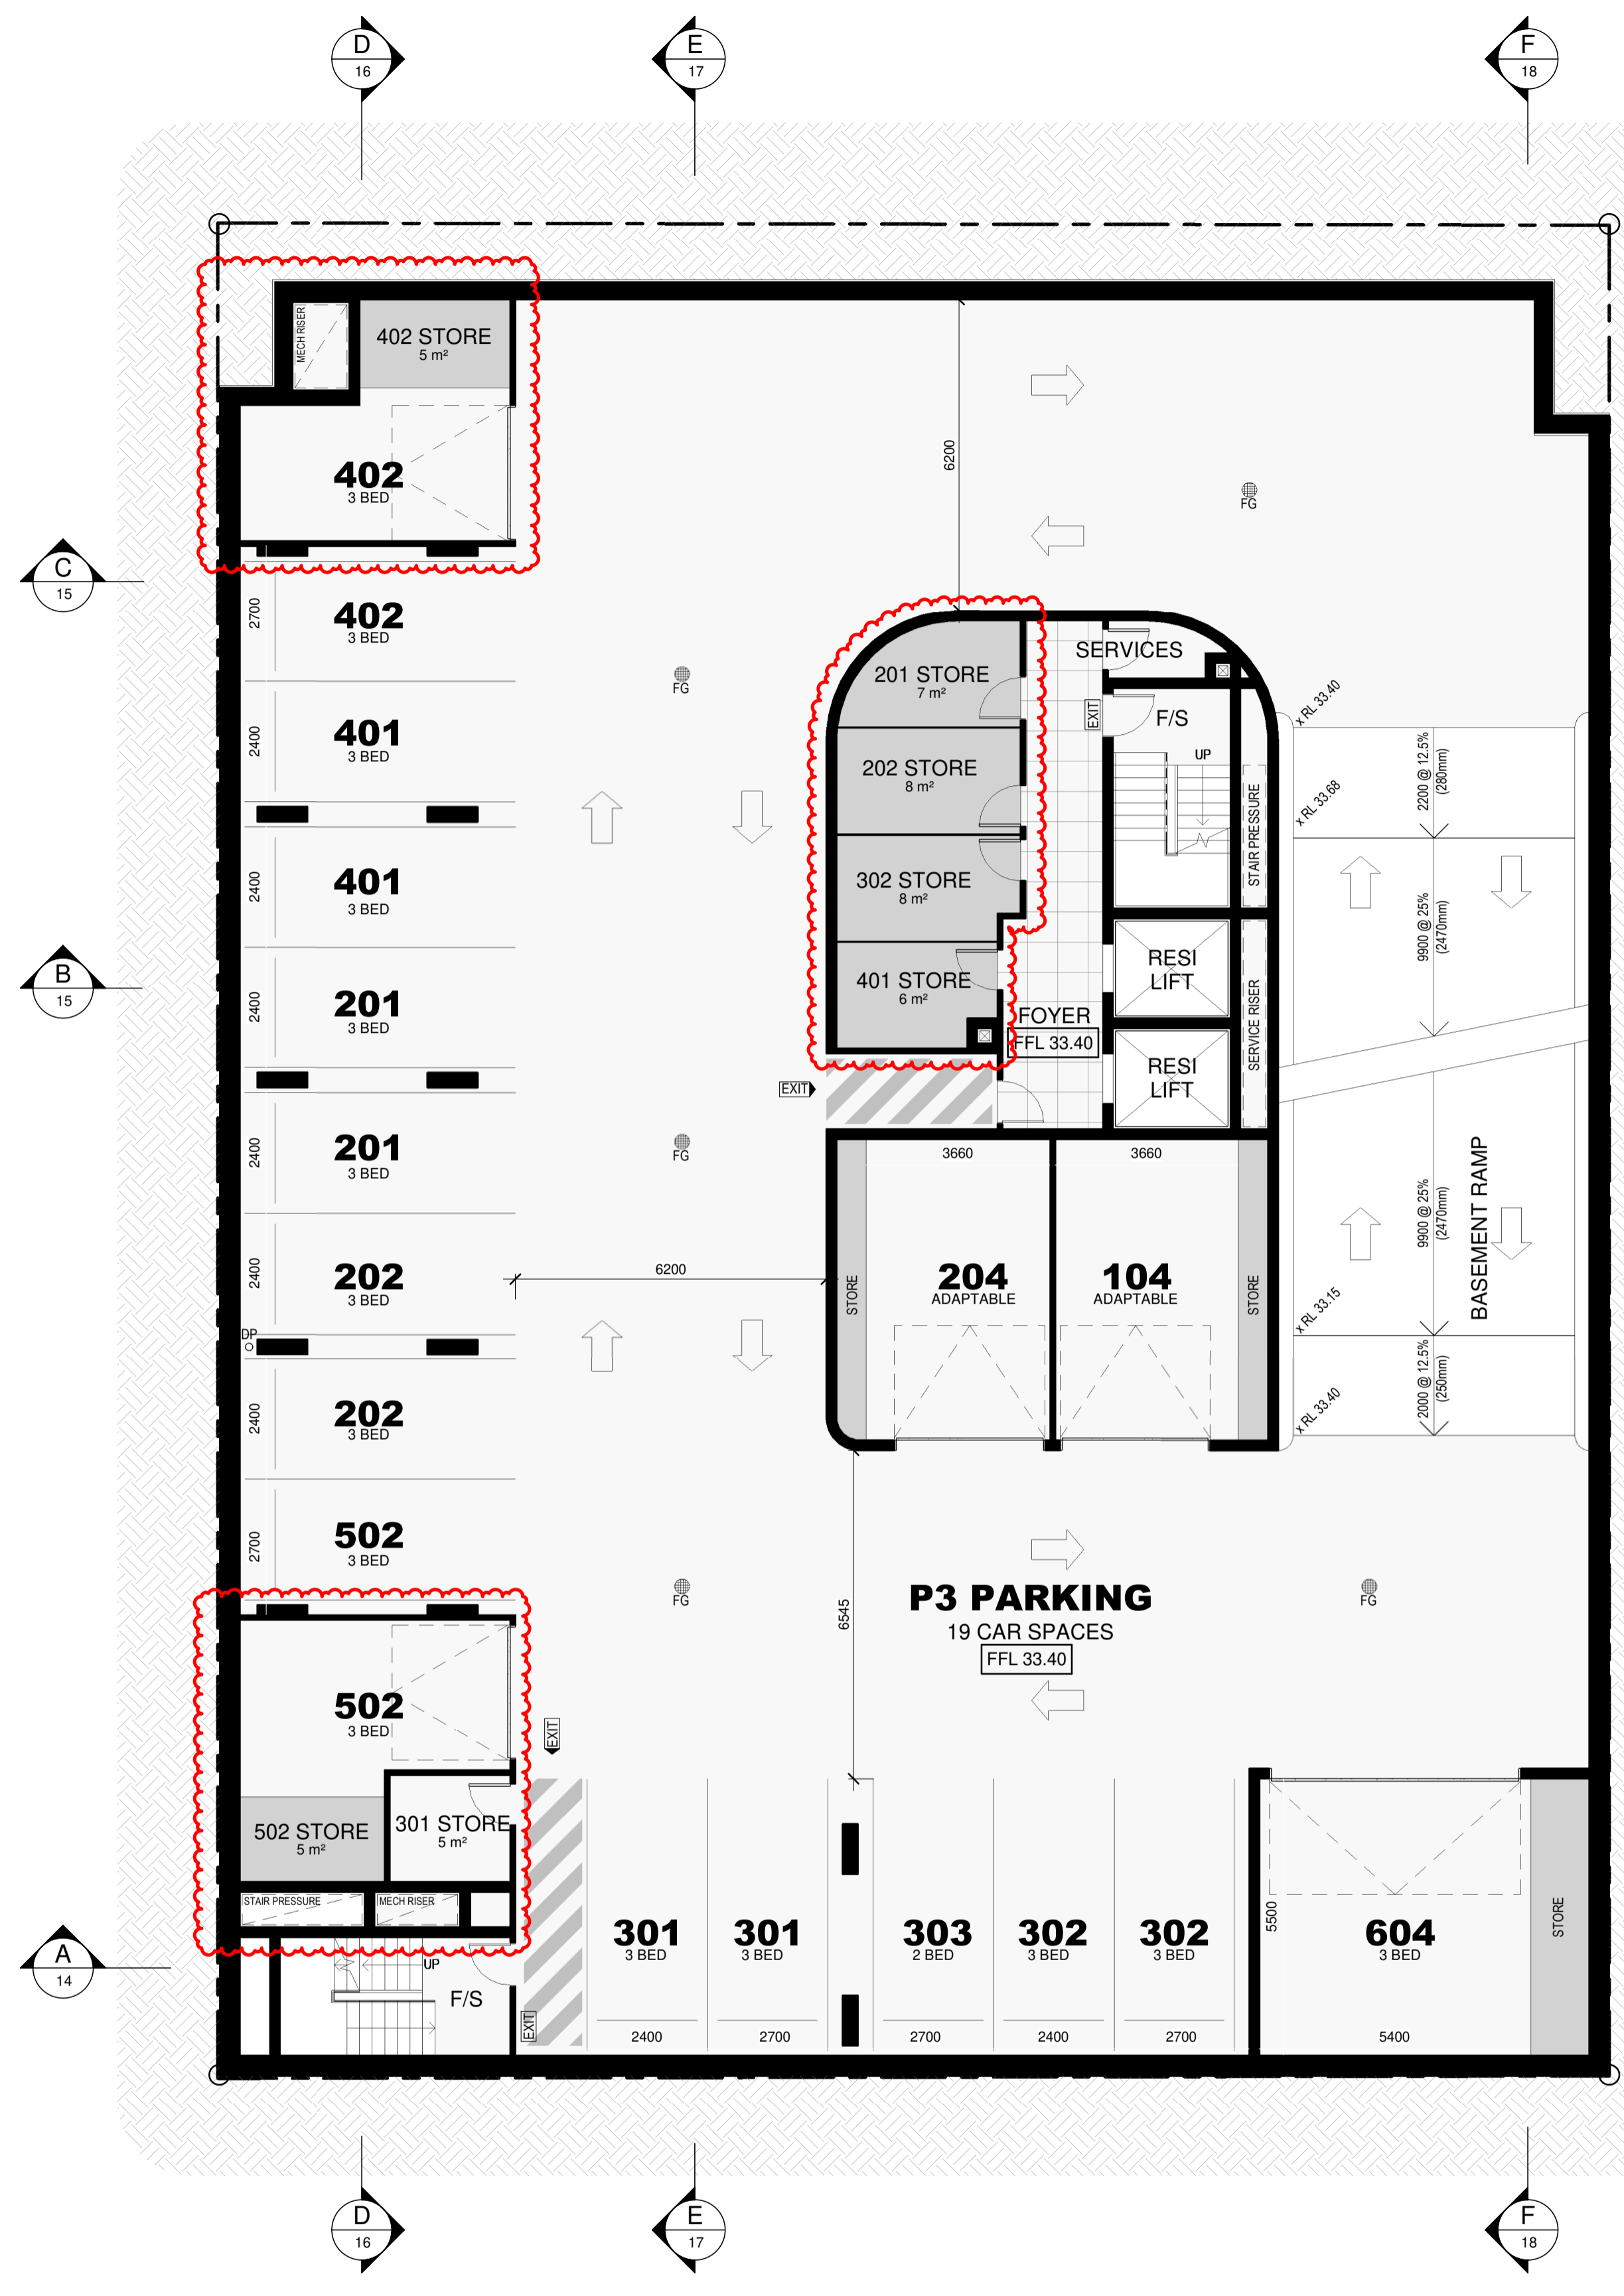 D
16
E
17
F
18
MECH RISER
402 STORE
5 m²
402
3 BED
6200
FG
C
15
2700
402
3 BED
FG
2400
401
3 BED
201 STORE
7 m²
SERVICES
EXIT
F/S
UP
202 STORE
8 m²
302 STORE
8 m²
401 STORE
6 m²
STAIR PRESSURE
RESI
LIFT
FOYER
FFL 33.40
RESI
LIFT
SERVICE RISER
EXIT
x RL 33.40
x RL 33.68
2200 @ 12.5%
(280mm)
9900 @ 25%
(2470mm)
2400
401
3 BED
B
15
2400
201
3 BED
2400
201
3 BED
FG
3660
3660
9900 @ 25%
(2470mm)
BASEMENT RAMP
2400
202
3 BED
6200
STORE
204
ADAPTABLE
104
ADAPTABLE
STORE
x RL 33.15
DP
2400
202
3 BED
2000 @ 12.5%
(250mm)
x RL 33.40
2700
502
3 BED
FG
6545
P3 PARKING
19 CAR SPACES
FFL 33.40
FG
502
3 BED
EXIT
502 STORE
5 m²
301 STORE
5 m²
STAIR PRESSURE
MECH RISER
A
14
UP
F/S
EXIT
301
3 BED
301
3 BED
303
2 BED
302
3 BED
302
3 BED
5500
604
3 BED
STORE
2400
2700
2700
2400
2700
5400
D
16
E
17
F
18